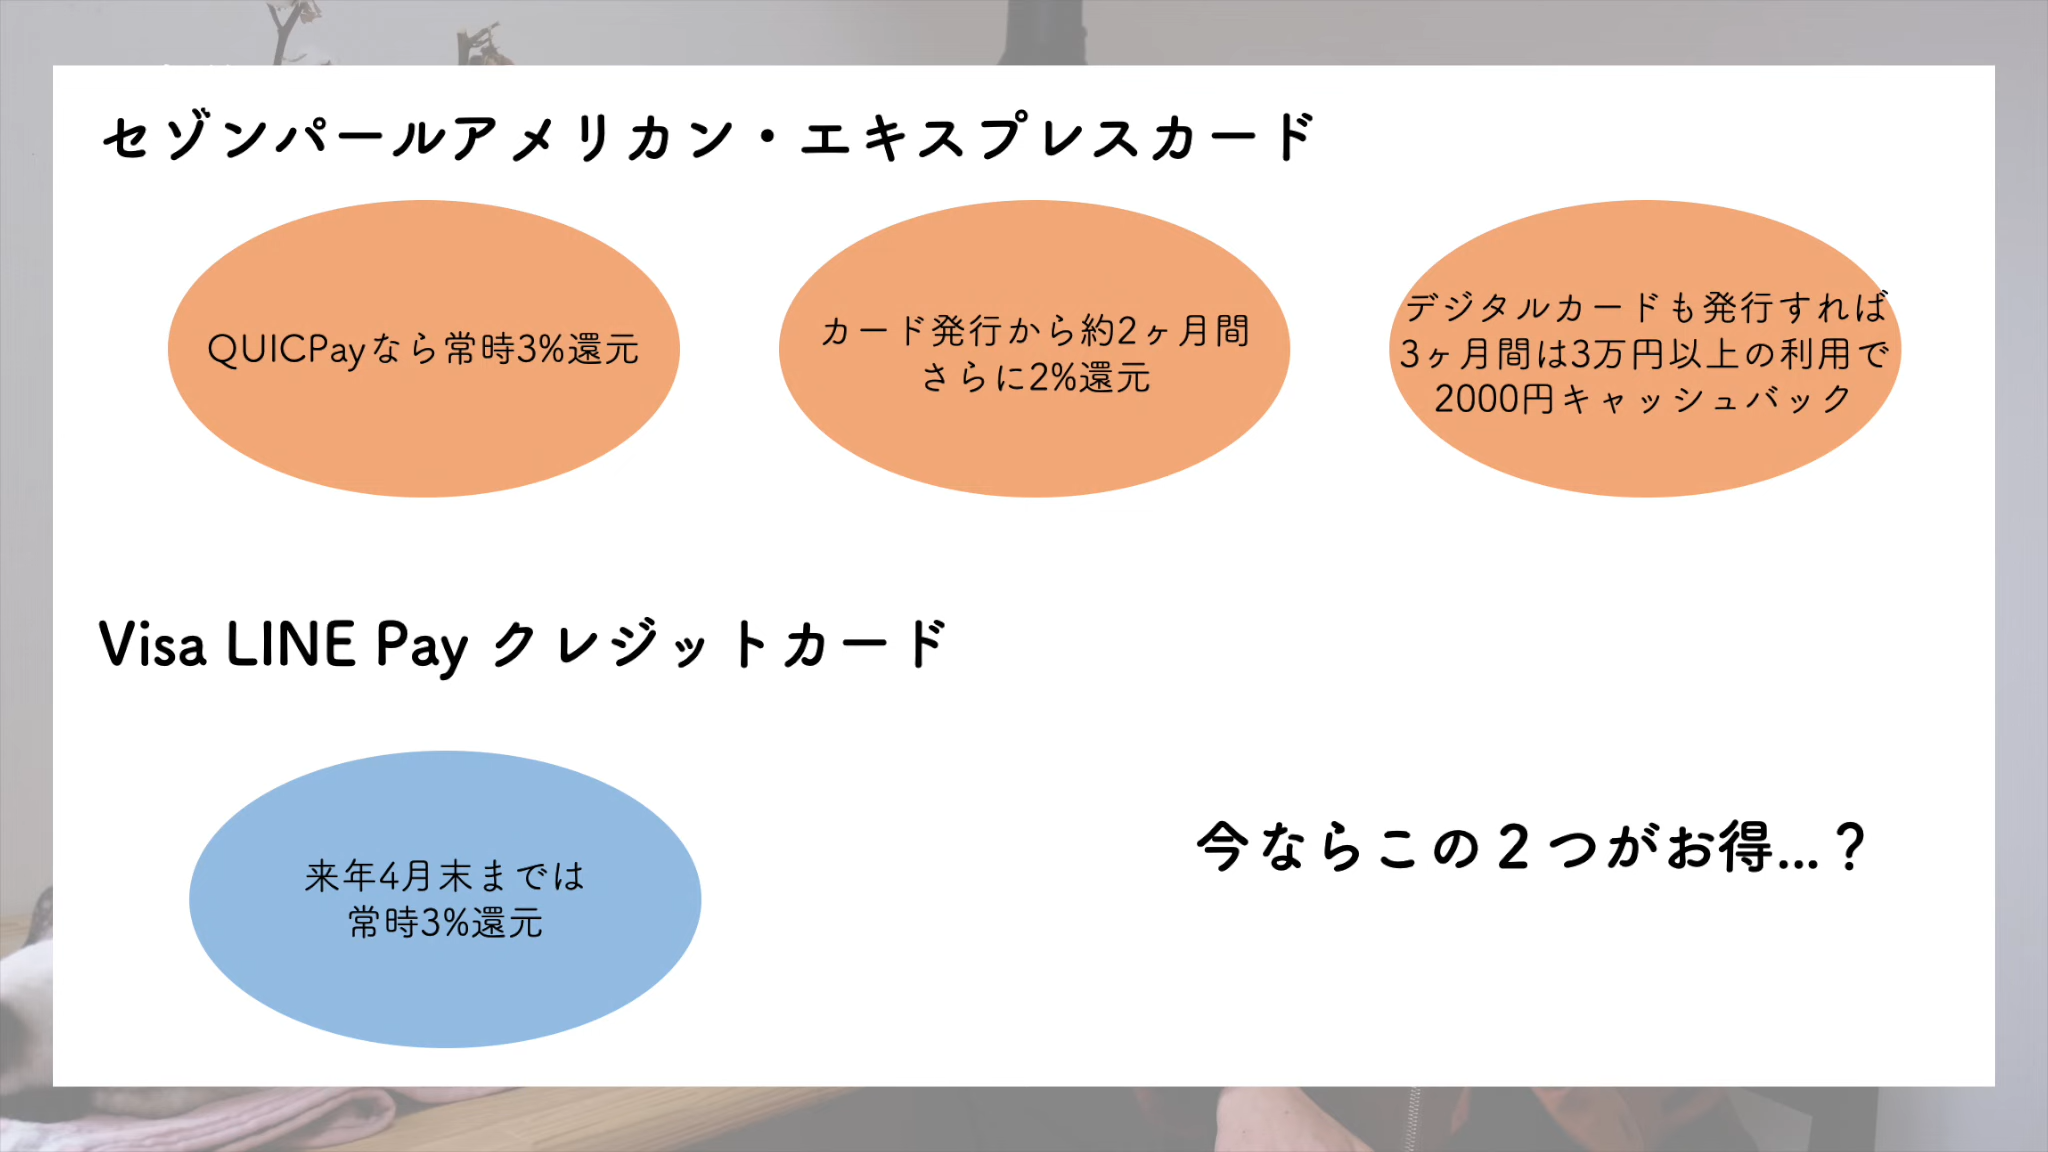 セゾンパールアメリカン・エキスプレスカード
QUICPayなら常時3%還元
カード発行から約2ヶ月間
さらに2%還元
デジタルカードも発行すれば
3ヶ月間は3万円以上の利用で
2000円キャッシュバック
Visa LINE Pay クレジットカード
来年4月末までは
常時3%還元
今ならこの２つがお得...？